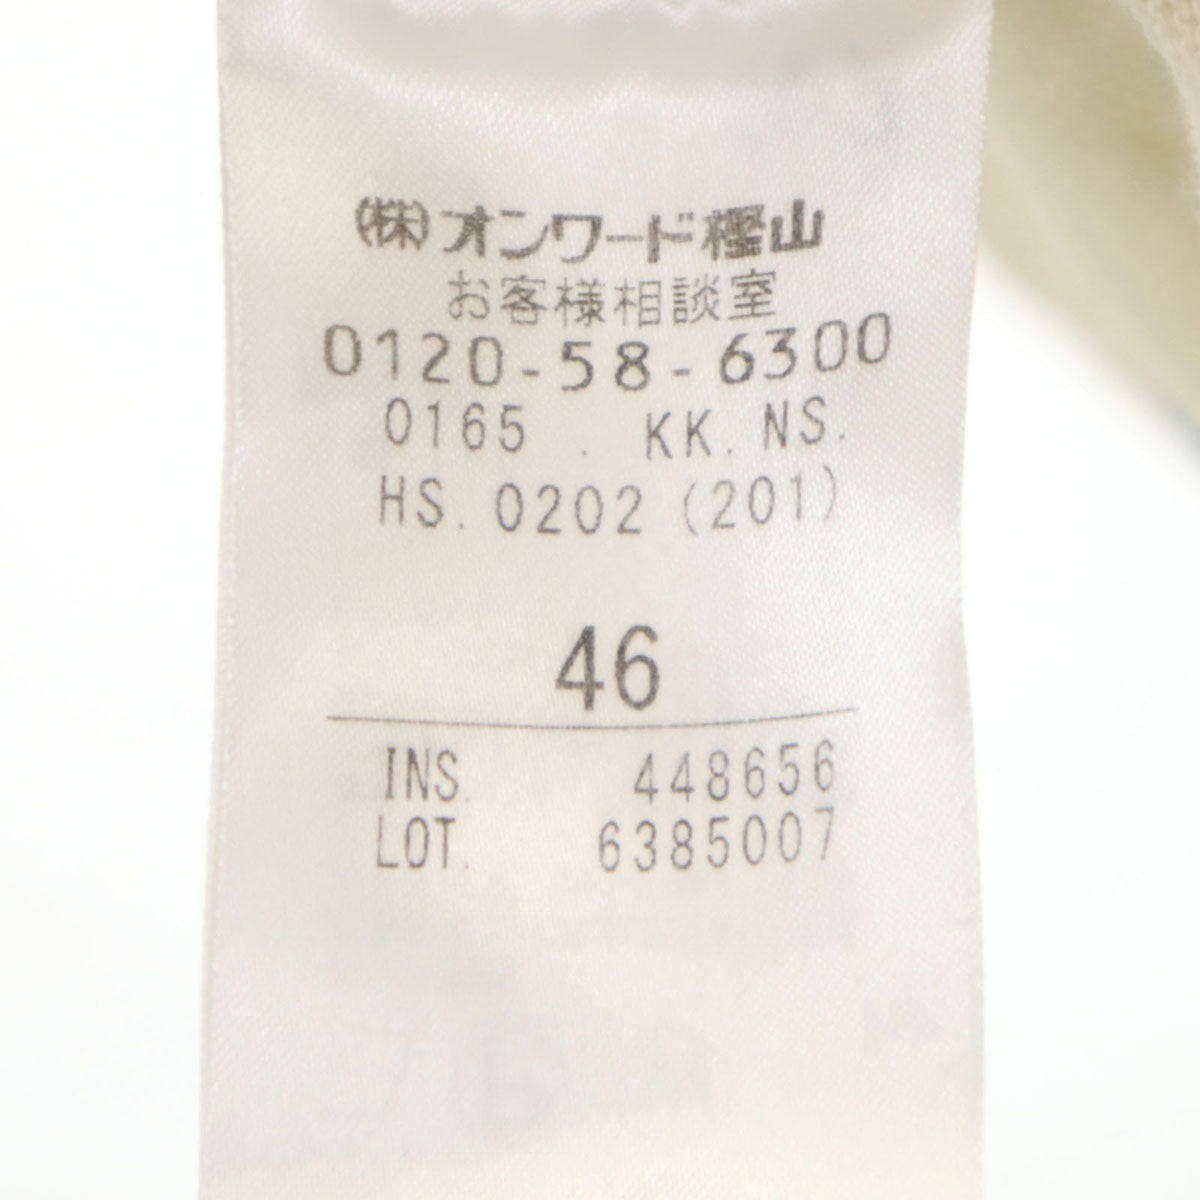 (株)オンワード樫山
お客様相談室
0120-58-6300
0165 . KK. NS.
HS. 0202 (201)
46
INS. 448656
LOT. 6385007